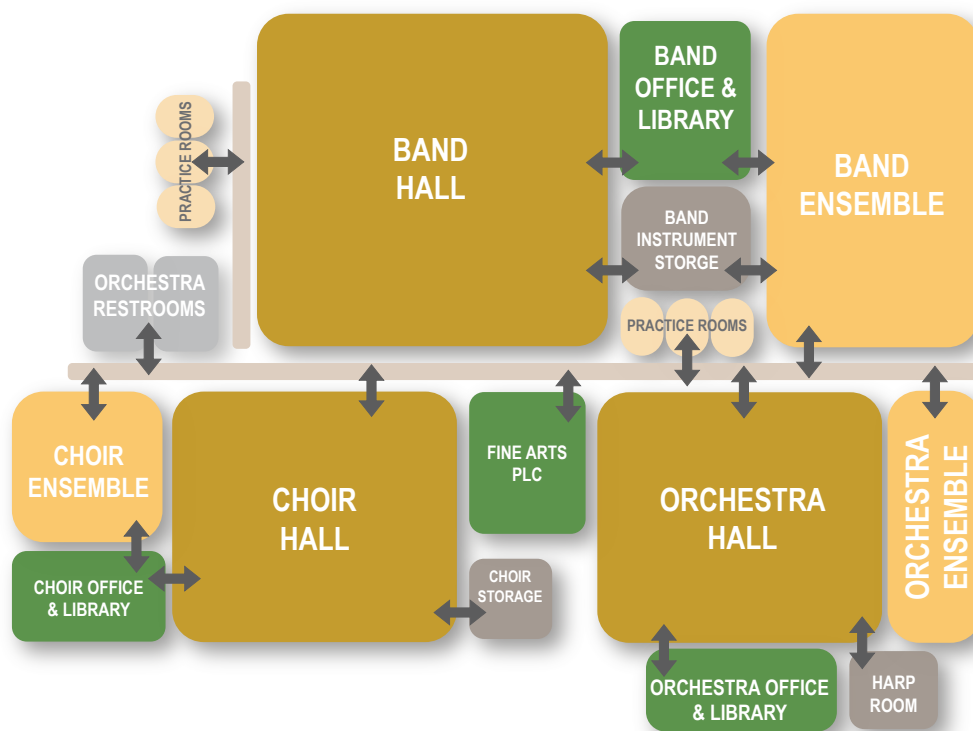 BAND
HALL
BAND
OFFICE &
LIBRARY
BAND
ENSEMBLE
PRACTICE ROOMS
BAND
INSTRUMENT
STORGE
ORCHESTRA
RESTROOMS
PRACTICE ROOMS
CHOIR
ENSEMBLE
CHOIR
HALL
FINE ARTS
PLC
ORCHESTRA
HALL
ORCHESTRA
ENSEMBLE
CHOIR OFFICE
& LIBRARY
CHOIR
STORAGE
ORCHESTRA OFFICE
& LIBRARY
HARP
ROOM